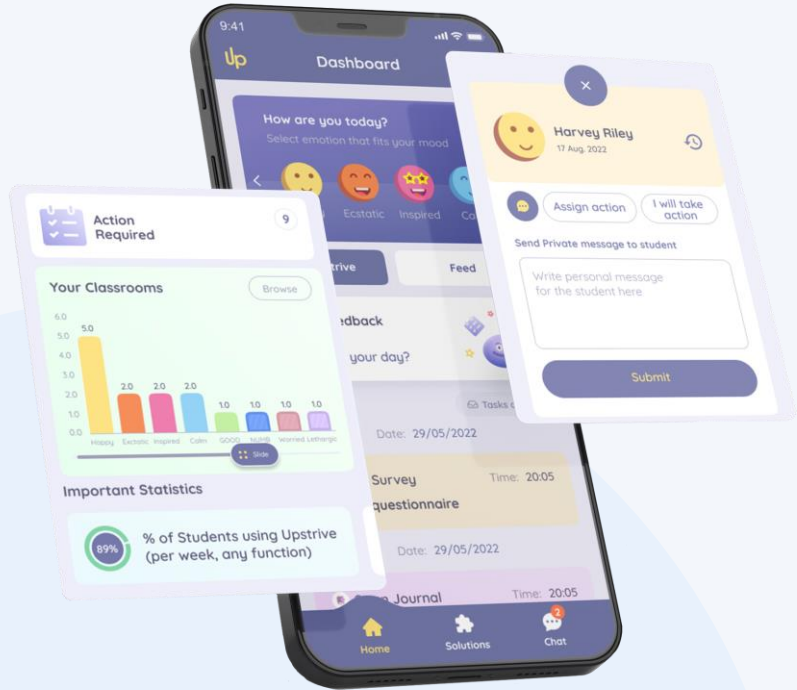 9:41
Up
Dashboard
How are you today?
Select emotion that fits your mood
Ecstatic
Inspired
Feed
your day?
Date: 29/05/2022
Survey
questionnaire
Time: 20:05
Date: 29/05/2022
Journal
Time: 20:05
Home
Solutions
Chat
2
Action
Required
9
Your Classrooms
Browse
6.0
5.0
4.0
3.0
2.0
1.0
0.0
5.0
2.0
2.0
2.0
1.0
1.0
1.0
1.0
Happy
Ecstatic
Inspired
Calm
GOOD
NUMB
Worried
Lethargic
Slide
Important Statistics
89%
% of Students using Upstrive
(per week, any function)
Harvey Riley
17 Aug, 2022
Assign action
I will take
action
Send Private message to student
Write personal message
for the student here
Submit